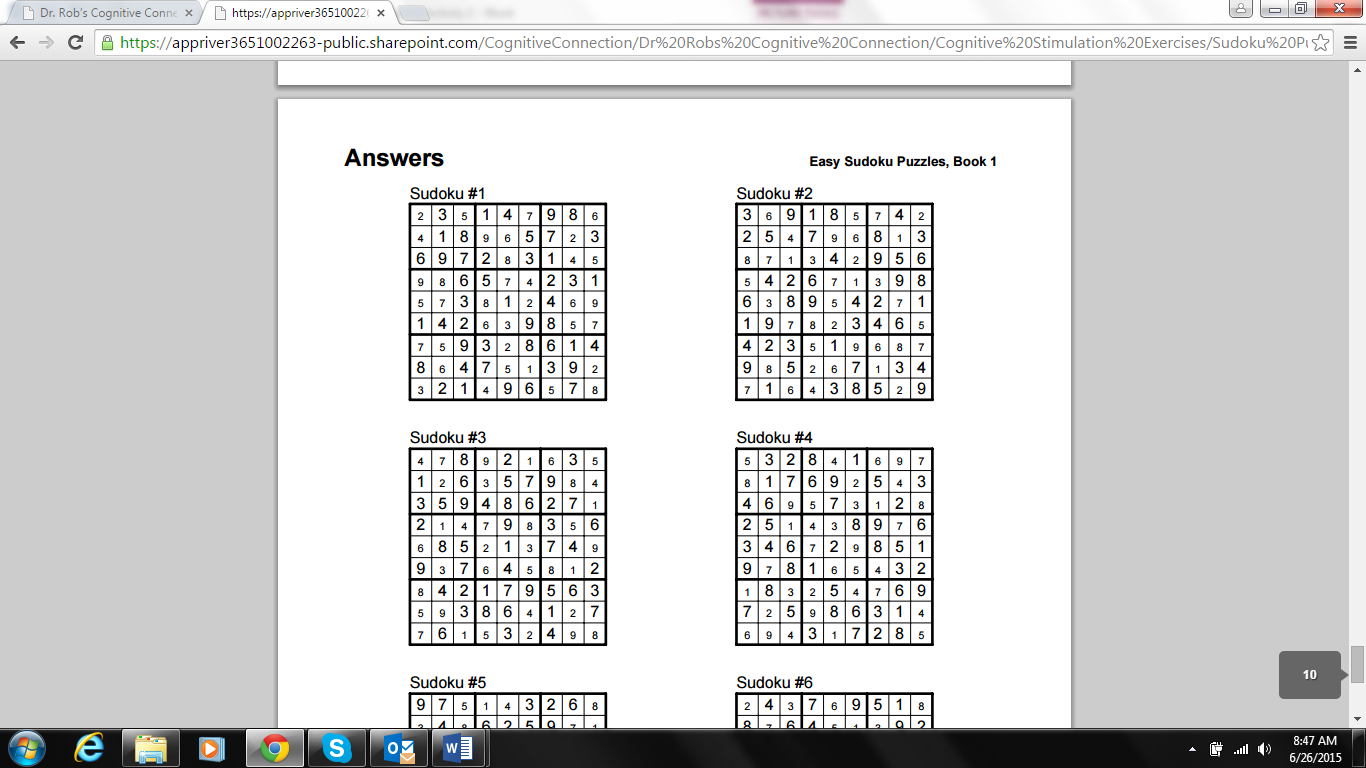 Dr. Rob's Cognitive Conne
https://appriver3651002263
https://appriver3651002263-public.sharepoint.com/CognitiveConnection/Dr%20Robs%20Cognitive%20Connection/Cognitive%20Stimulation%20Exercises/Sudoku%20Pu
Answers
Easy Sudoku Puzzles, Book 1
Sudoku #1
2 3 5 1 4 7 9 8 6
4 1 8 9 6 5 7 2 3
6 9 7 2 8 3 1 4 5
9 8 6 5 7 4 2 3 1
5 7 3 8 1 2 4 6 9
1 4 2 6 3 9 8 5 7
7 5 9 3 2 8 6 1 4
8 6 4 7 5 1 3 9 2
3 2 1 4 9 6 5 7 8
Sudoku #2
3 6 9 1 8 5 7 4 2
2 5 4 7 9 6 8 1 3
8 7 1 3 4 2 9 5 6
5 4 2 6 7 1 3 9 8
6 3 8 9 5 4 2 7 1
1 9 7 8 2 3 4 6 5
4 2 3 5 1 9 6 8 7
9 8 5 2 6 7 1 3 4
7 1 6 4 3 8 5 2 9
Sudoku #3
4 7 8 9 2 1 6 3 5
1 2 6 3 5 7 9 8 4
3 5 9 4 8 6 2 7 1
2 1 4 7 9 8 3 5 6
6 8 5 2 1 3 7 4 9
9 3 7 6 4 5 8 1 2
8 4 2 1 7 9 5 6 3
5 9 3 8 6 4 1 2 7
7 6 1 5 3 2 4 9 8
Sudoku #4
5 3 2 8 4 1 6 9 7
8 1 7 6 9 2 5 4 3
4 6 9 5 7 3 1 2 8
2 5 1 4 3 8 9 7 6
3 4 6 7 2 9 8 5 1
9 7 8 1 6 5 4 3 2
1 8 3 2 5 4 7 6 9
7 2 5 9 8 6 3 1 4
6 9 4 3 1 7 2 8 5
Sudoku #5
9 7 5 1 4 3 2 6 8
3 4 8 6 2 5 9 7 1
Sudoku #6
2 4 3 7 6 9 5 1 8
8 7 6 4 5 1 3 9 2
10
8:47 AM
6/26/2015